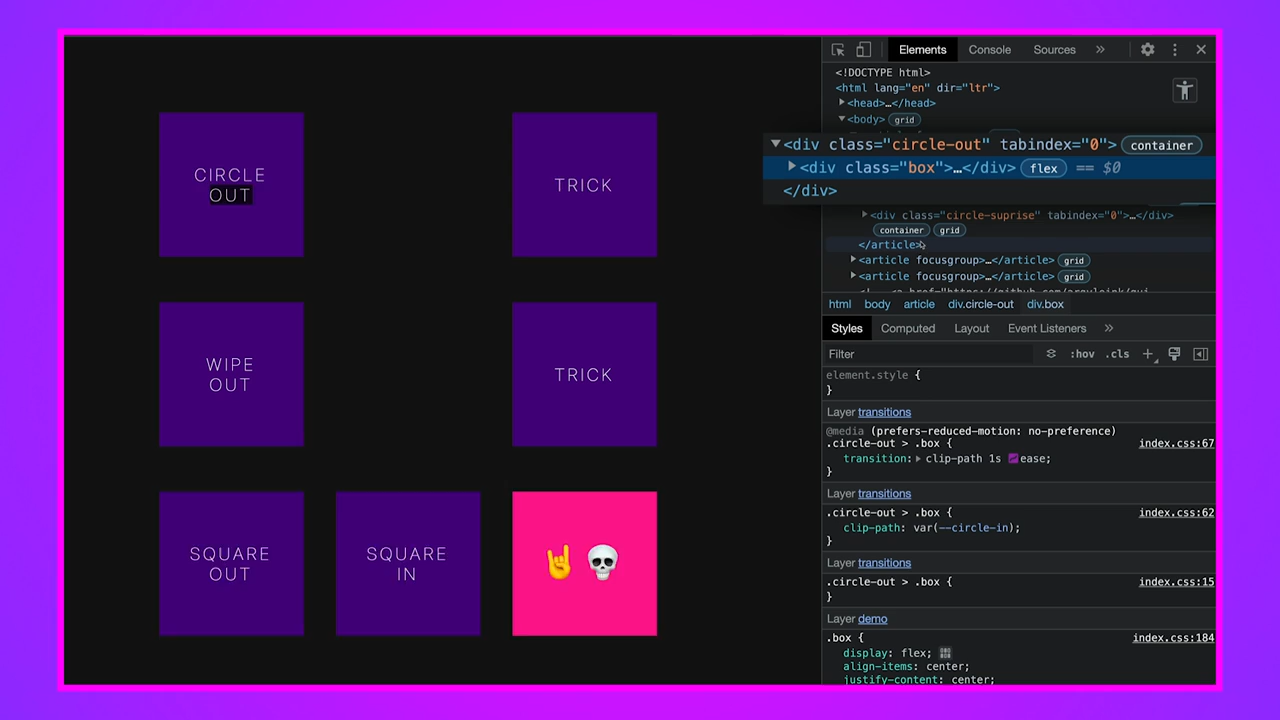 CIRCLE
OUT
TRICK
WIPE
OUT
TRICK
SQUARE
OUT
SQUARE
IN
Elements Console Sources »
<!DOCTYPE html>
<html lang="en" dir="ltr">
<head>…</head>
<body> grid
<div class="circle-out" tabindex="0"> container
<div class="box">…</div> flex == $0
</div>
<div class="circle-suprise" tabindex="0">…</div>
container grid
</article>
<article focusgroup>…</article> grid
<article focusgroup>…</article> grid
html body article div.circle-out div.box
Styles Computed Layout Event Listeners »
Filter :hov .cls +
element.style {
}
Layer transitions
@media (prefers-reduced-motion: no-preference)
.circle-out > .box { index.css:67
transition: clip-path 1s ease;
}
Layer transitions
.circle-out > .box { index.css:62
clip-path: var(--circle-in);
}
Layer transitions
.circle-out > .box { index.css:15
}
Layer demo
.box { index.css:184
display: flex;
align-items: center;
justify-content: center;